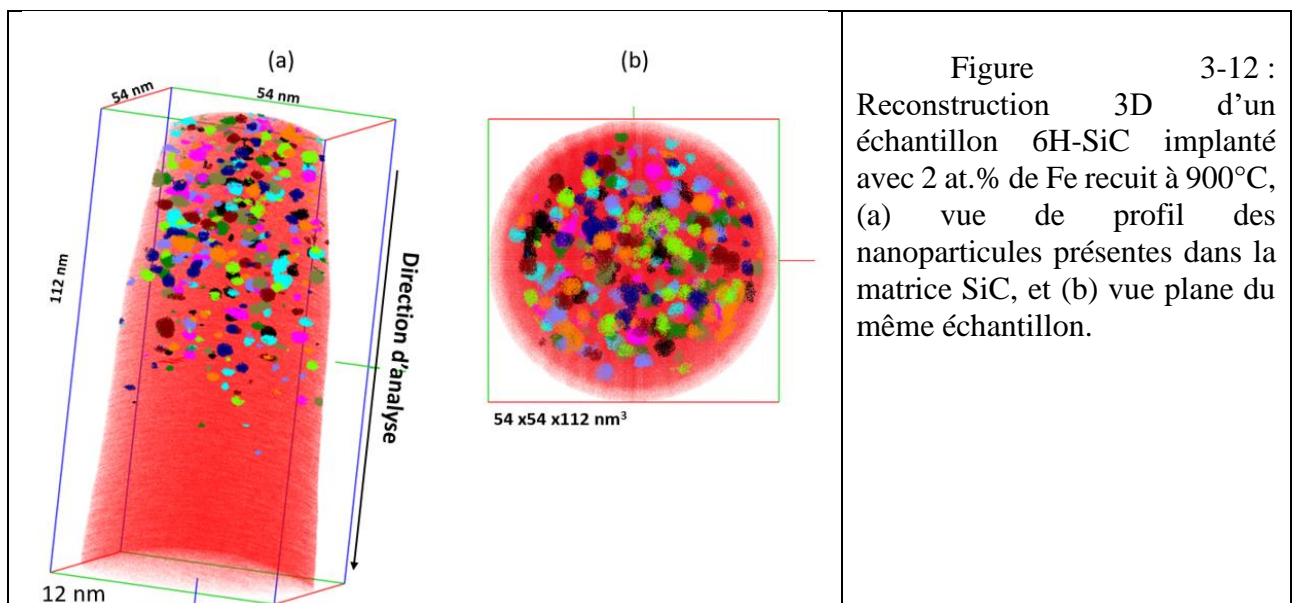 (a)
54 nm
54 nm
112 nm
Direction d'analyse
12 nm
(b)
54 x54 x112 nm³
Figure 3-12 :
Reconstruction 3D d’un
échantillon 6H-SiC implanté
avec 2 at.% de Fe recuit à 900°C,
(a) vue de profil des
nanoparticules présentes dans la
matrice SiC, et (b) vue plane du
même échantillon.